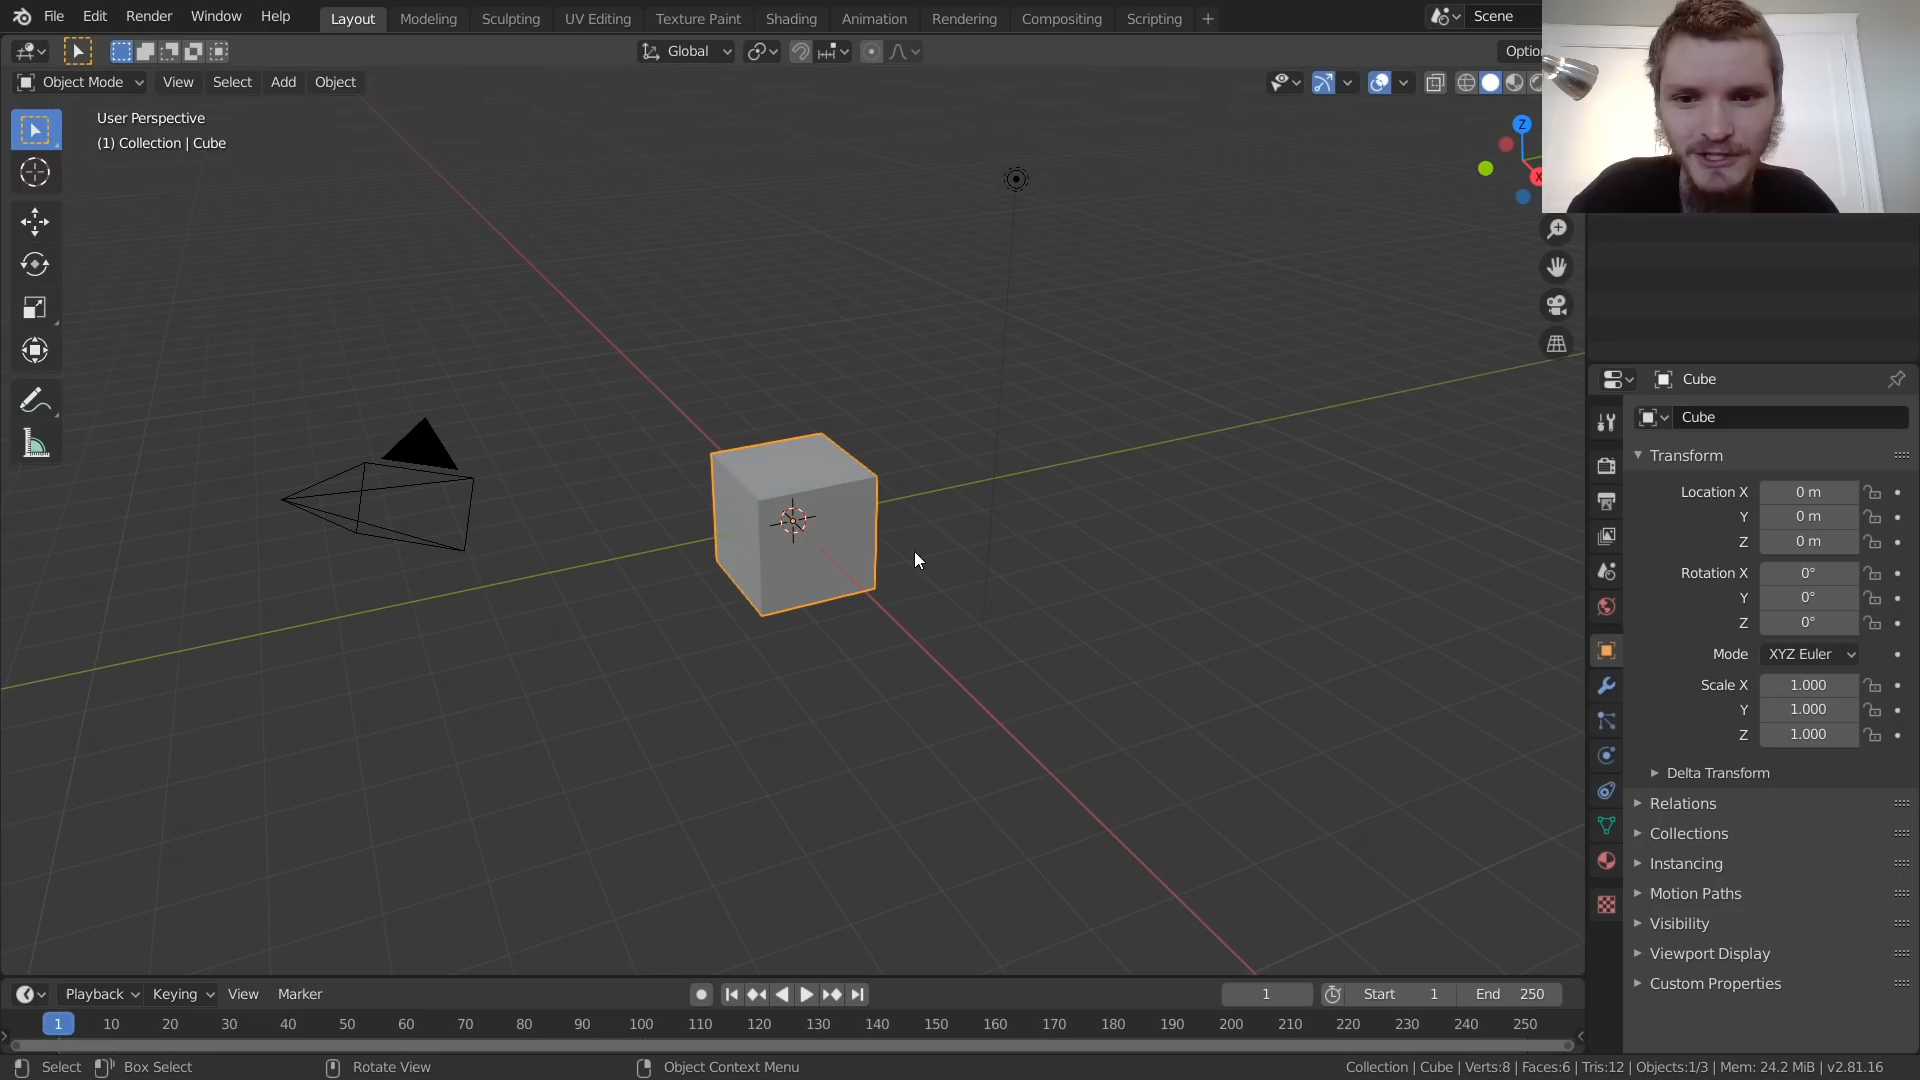 File Edit Render Window Help Layout Modeling Sculpting UV Editing Texture Paint Shading Animation Rendering Compositing Scripting + Scene
Global
Object Mode View Select Add Object
User Perspective
(1) Collection | Cube
Z
X
Cube
Cube
Transform
Location X 0 m
Y 0 m
Z 0 m
Rotation X 0°
Y 0°
Z 0°
Mode XYZ Euler
Scale X 1.000
Y 1.000
Z 1.000
Delta Transform
Relations
Collections
Instancing
Motion Paths
Visibility
Viewport Display
Custom Properties
Playback Keying View Marker 1 Start 1 End 250
1 10 20 30 40 50 60 70 80 90 100 110 120 130 140 150 160 170 180 190 200 210 220 230 240 250
Select Box Select Rotate View Object Context Menu Collection | Cube | Verts:8 | Faces:6 | Tris:12 | Objects:1/3 | Mem: 24.2 MiB | v2.81.16